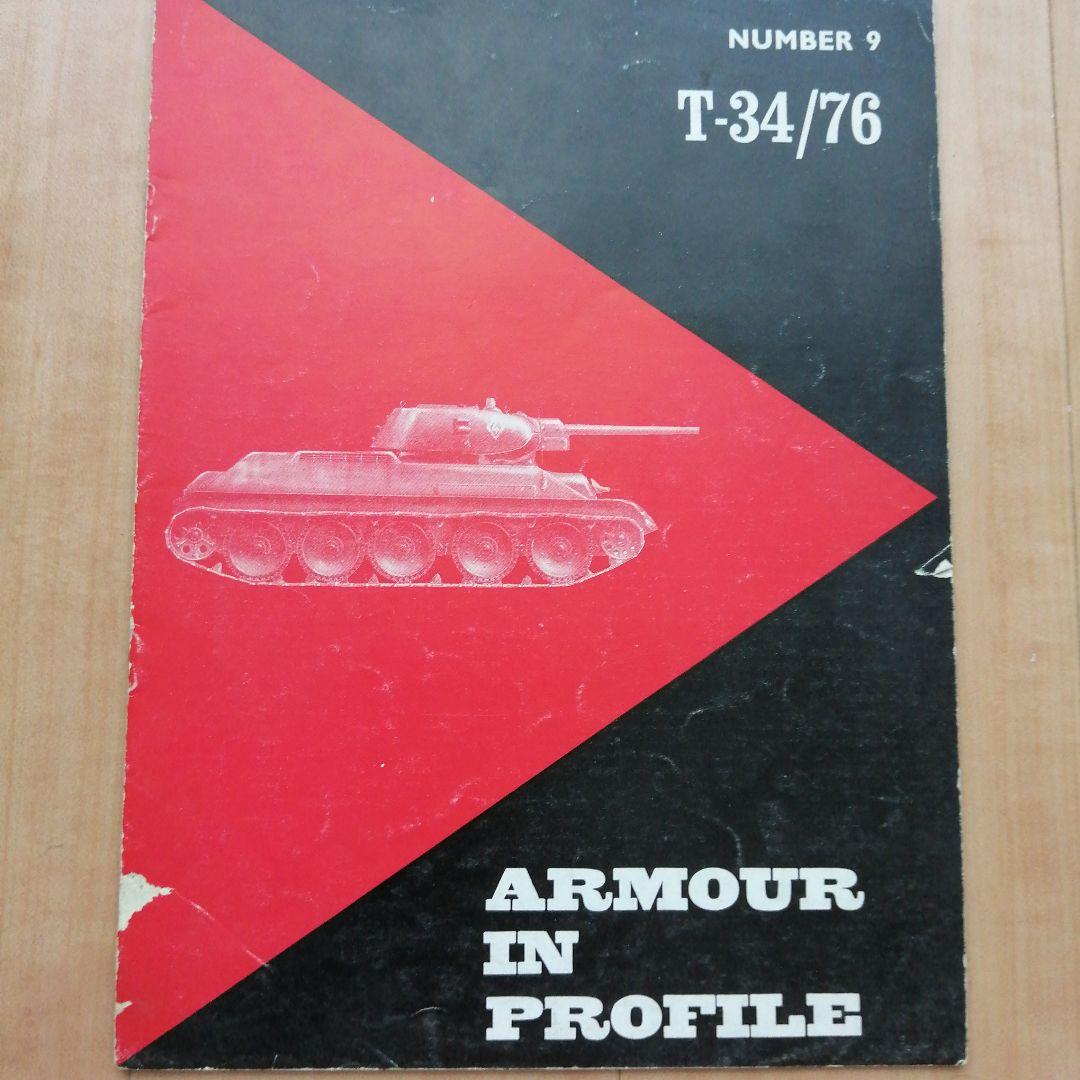 NUMBER 9
T-34/76
ARMOUR
IN
PROFILE